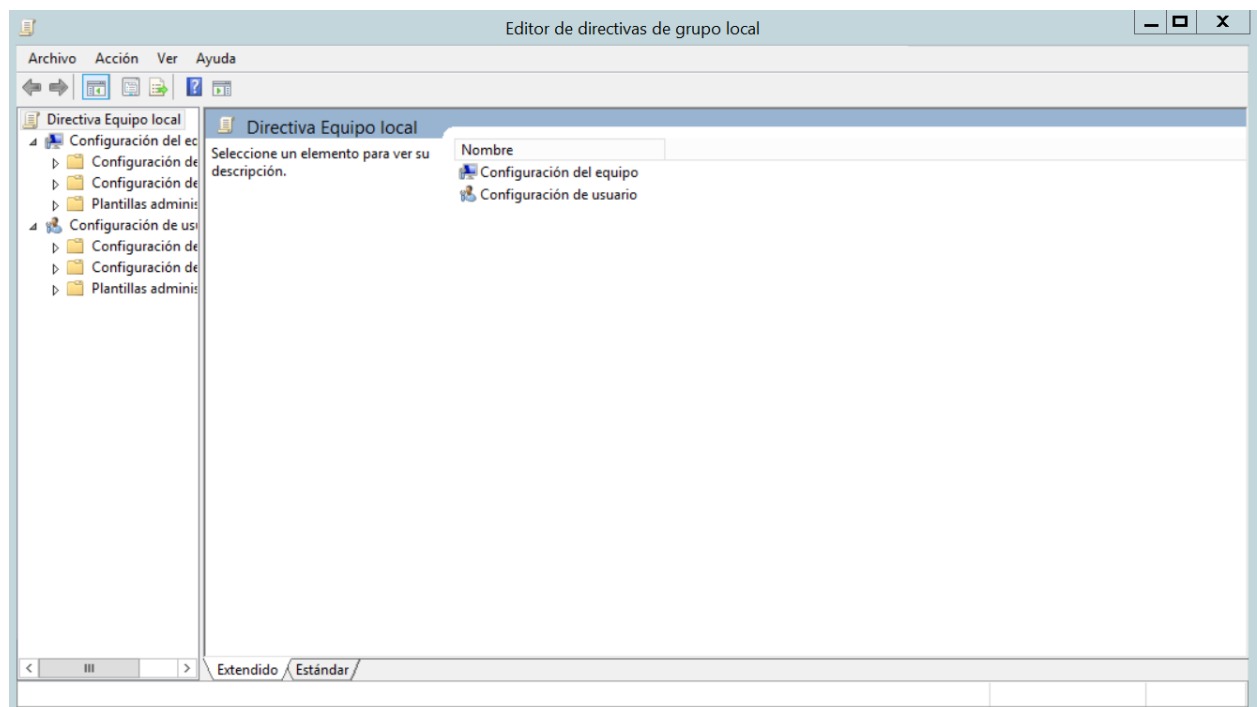 Editor de directivas de grupo local
Archivo Acción Ver Ayuda
Directiva Equipo local
Configuración del ec
Configuración de
Configuración de
Plantillas adminis
Configuración de usu
Configuración de
Configuración de
Plantillas adminis
Directiva Equipo local
Seleccione un elemento para ver su
descripción.
Nombre
Configuración del equipo
Configuración de usuario
Extendido
Estándar